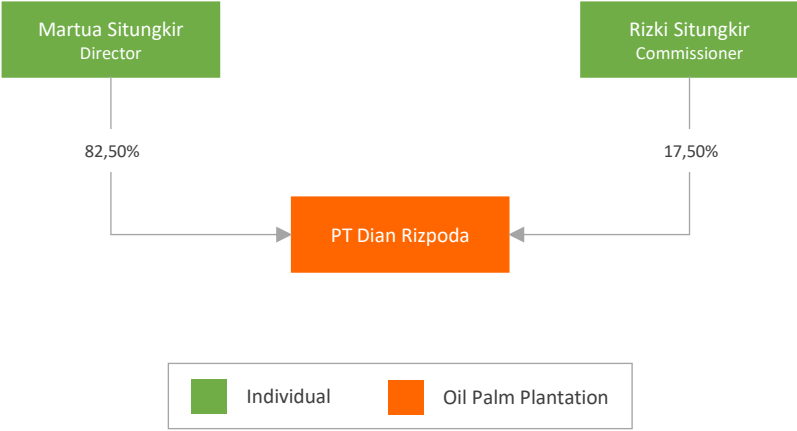 Martua Situngkir
Director
Rizki Situngkir
Commissioner
82,50%
17,50%
PT Dian Rizpoda
Individual
Oil Palm Plantation